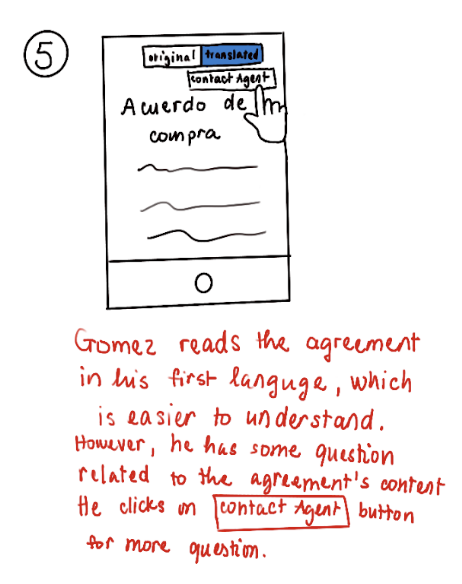 5
original translated
contact Agent
Acuerdo de
compra
Gomez reads the agreement
in his first languge, which
is easier to understand.
However, he has some question
related to the agreement's content
He clicks on contact Agent button
for more question.